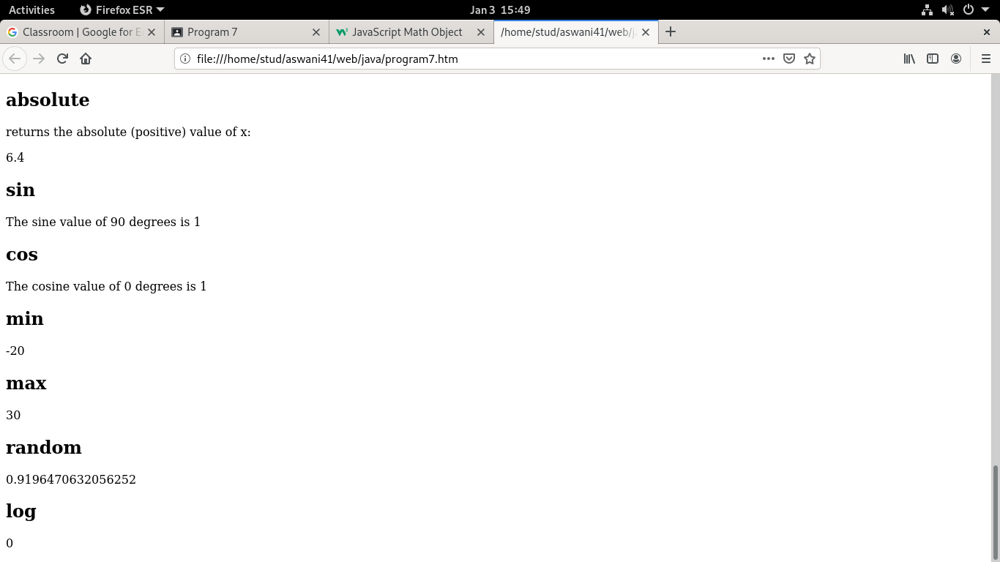 Activities Firefox ESR Jan 3 15:49
Classroom | Google for E Program 7 JavaScript Math Object /home/stud/aswani41/web/j
file:///home/stud/aswani41/web/java/program7.htm
absolute
returns the absolute (positive) value of x:
6.4
sin
The sine value of 90 degrees is 1
cos
The cosine value of 0 degrees is 1
min
-20
max
30
random
0.9196470632056252
log
0